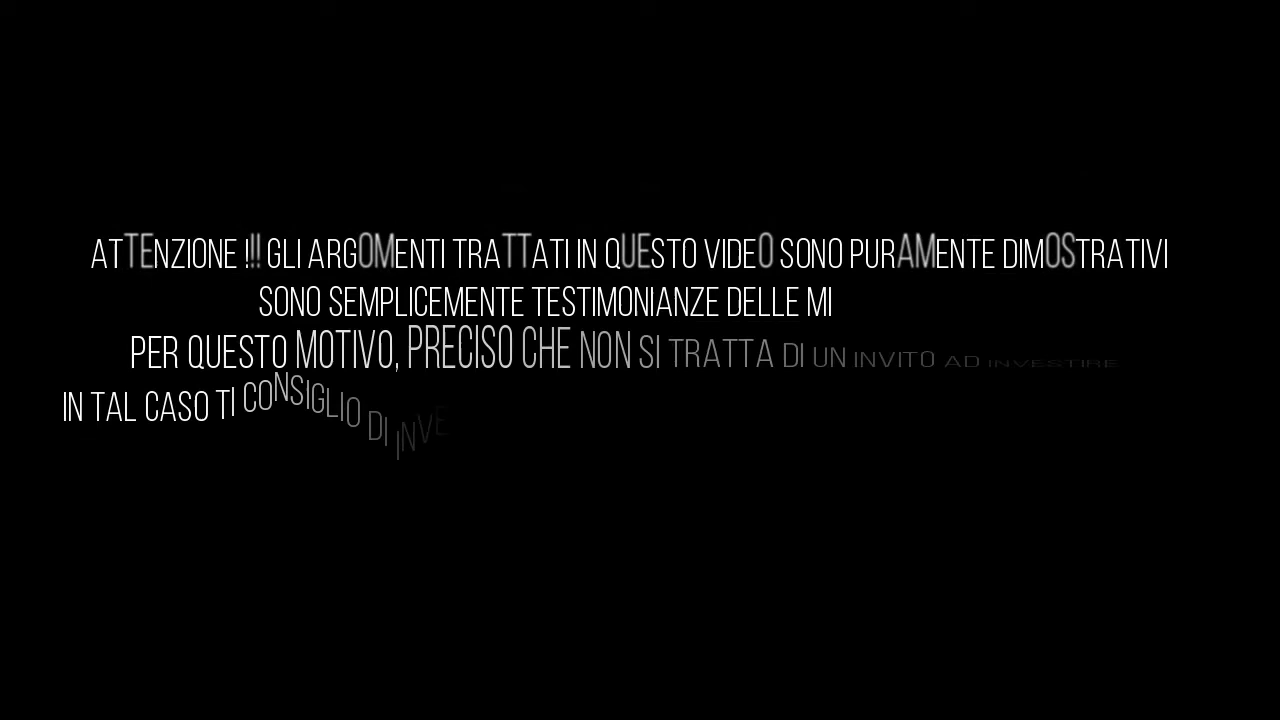 ATTENZIONE !!! GLI ARGOMENTI TRATTATI IN QUESTO VIDEO SONO PURAMENTE DIMOSTRATIVI
SONO SEMPLICEMENTE TESTIMONIANZE DELLE MI
PER QUESTO MOTIVO, PRECISO CHE NON SI TRATTA DI UN INVITO AD INVESTIRE
IN TAL CASO TI CONSIGLIO DI INVE